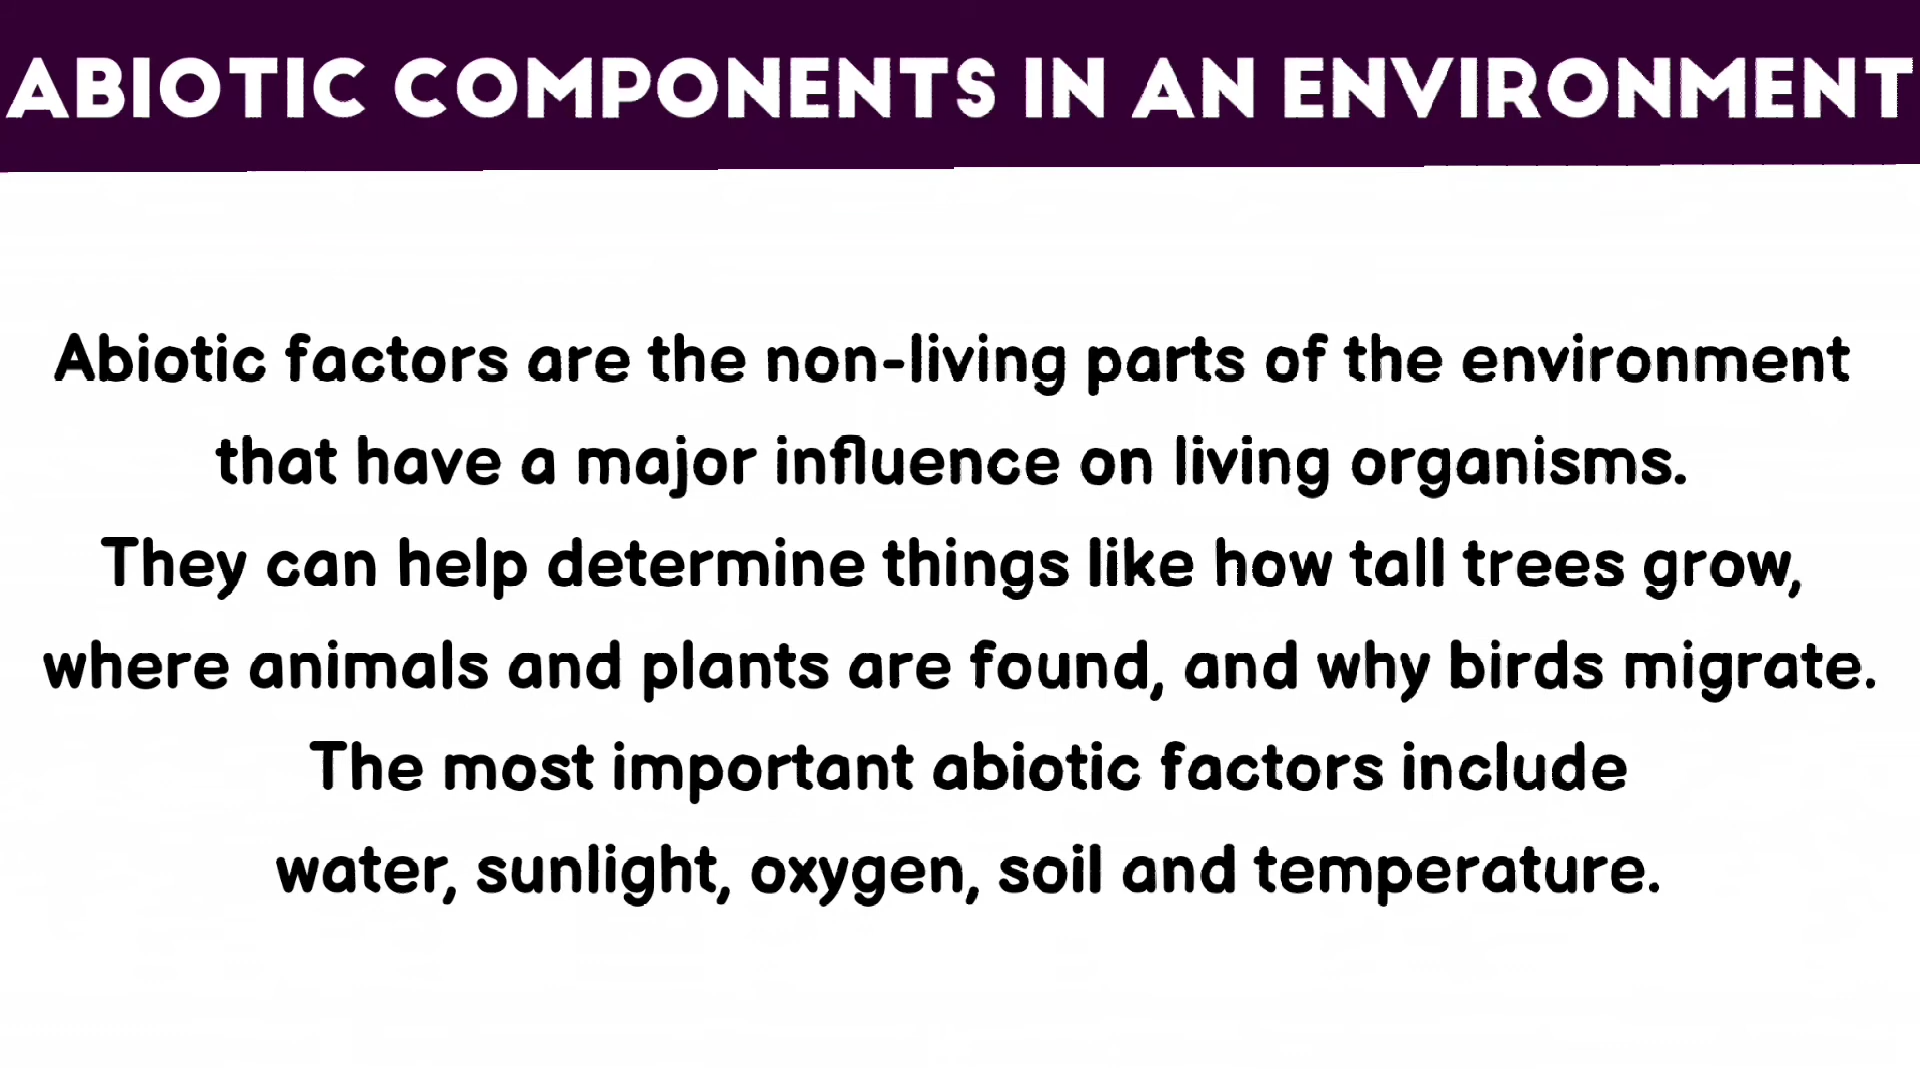 ABIOTIC COMPONENTS IN AN ENVIRONMENT
Abiotic factors are the non-living parts of the environment
that have a major influence on living organisms.
They can help determine things like how tall trees grow,
where animals and plants are found, and why birds migrate.
The most important abiotic factors include
water, sunlight, oxygen, soil and temperature.